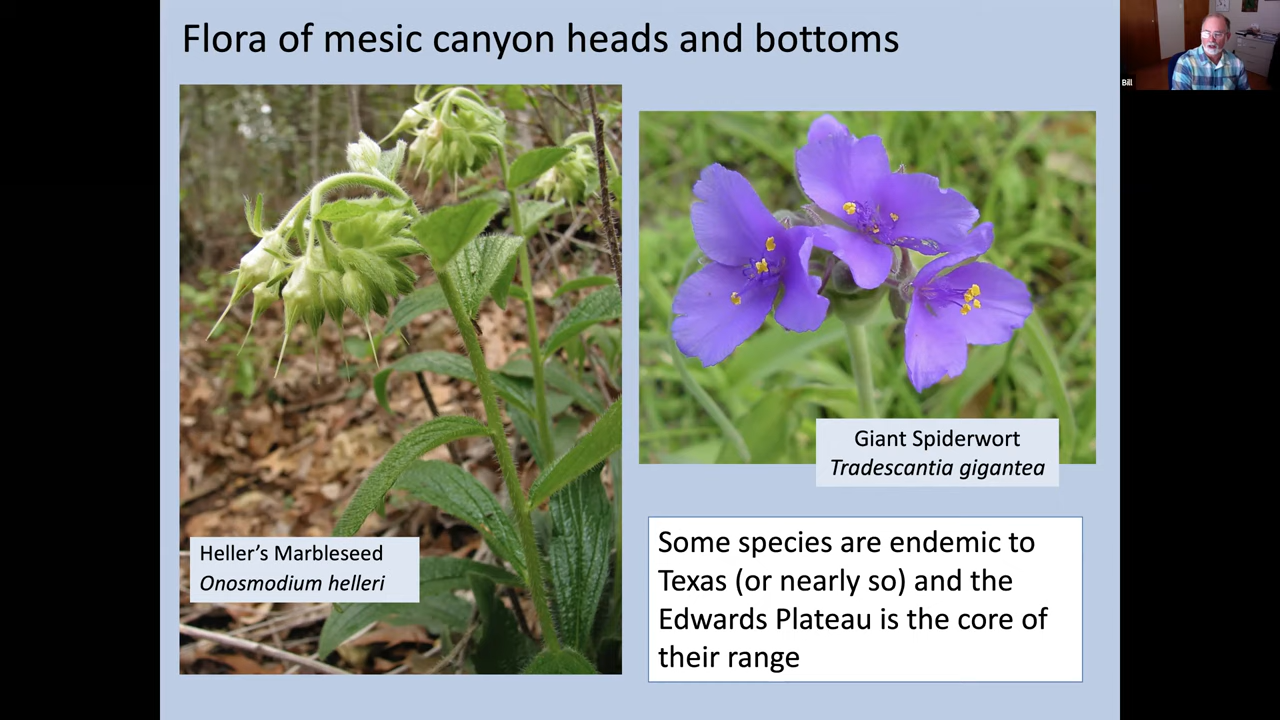 Flora of mesic canyon heads and bottoms
Bill
Giant Spiderwort
Tradescantia gigantea
Heller’s Marbleseed
Onosmodium helleri
Some species are endemic to
Texas (or nearly so) and the
Edwards Plateau is the core of
their range